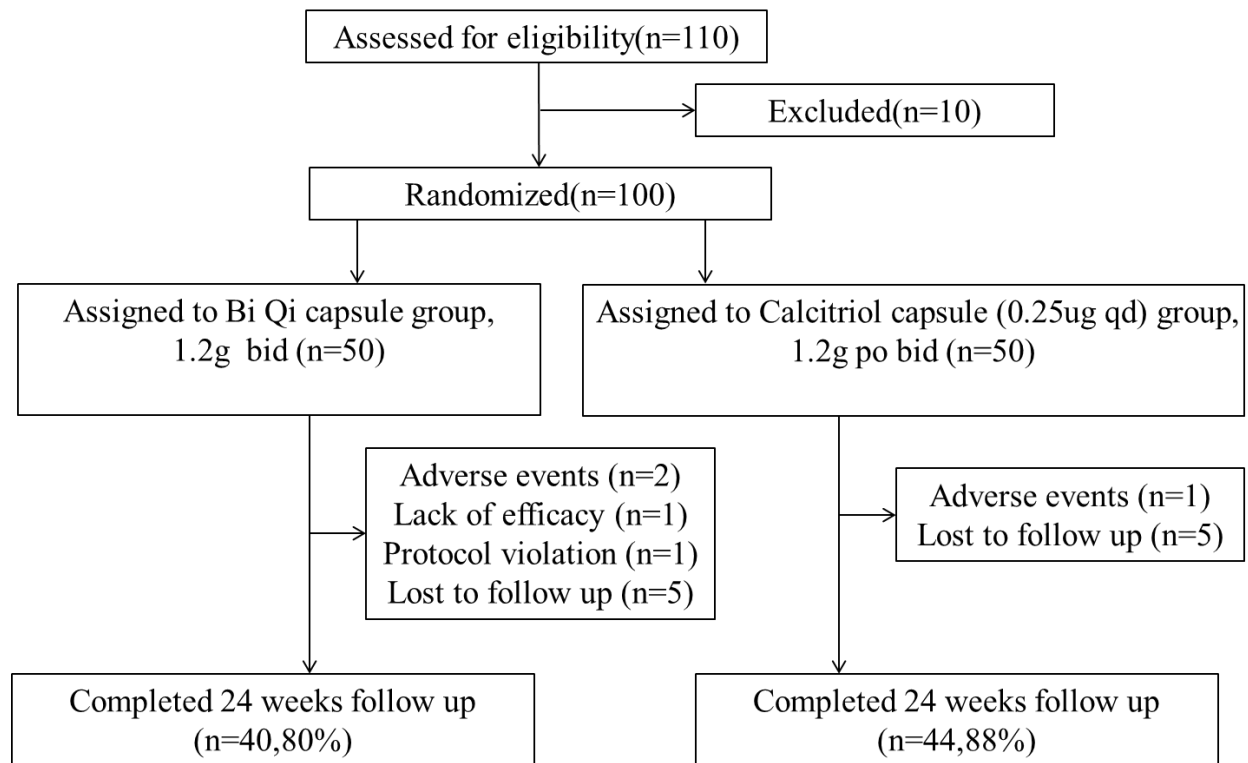 Assessed for eligibility(n=110)
Excluded(n=10)
Randomized(n=100)
Assigned to Bi Qi capsule group,
1.2g  bid (n=50)
Assigned to Calcitriol capsule (0.25ug qd) group,
1.2g po bid (n=50)
Adverse events (n=2)
Lack of efficacy (n=1)
Protocol violation (n=1)
Lost to follow up (n=5)
Adverse events (n=1)
Lost to follow up (n=5)
Completed 24 weeks follow up
(n=40,80%)
Completed 24 weeks follow up
(n=44,88%)